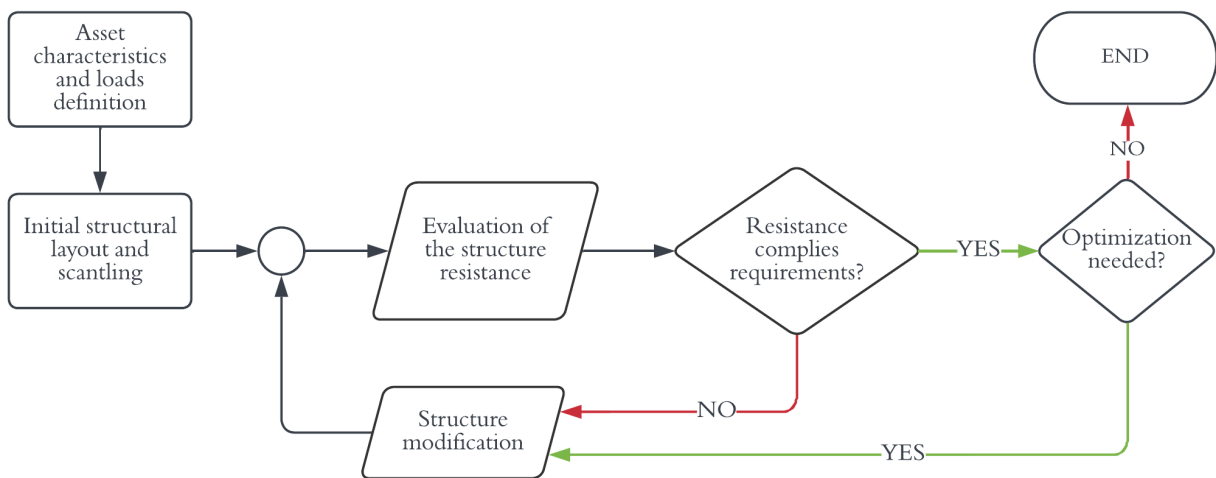 Asset
characteristics
and loads
definition
Initial structural
layout and
scantling
Evaluation of
the structure
resistance
Resistance
complies
requirements?
YES
Optimization
needed?
NO
END
NO
Structure
modification
YES